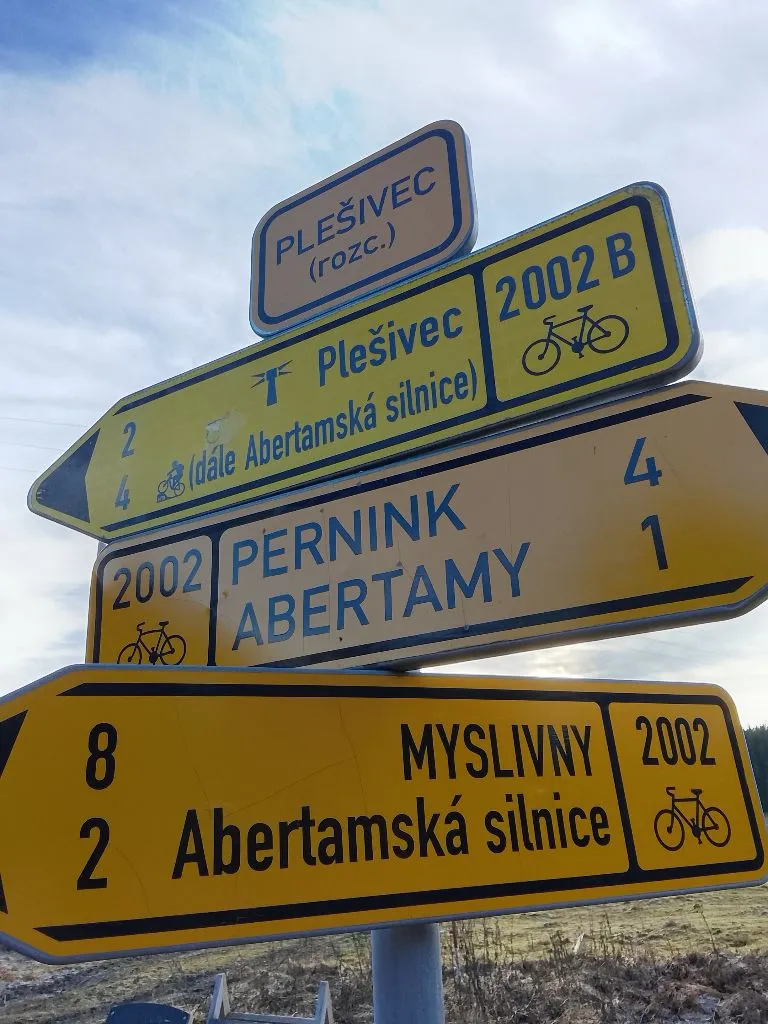 PLEŠIVEC
(rozc.)
2 Plešivec 2002 B
4 (dále Abertamská silnice)
2002 PERNINK 4
ABERTAMY 1
8 MYSLIVNY 2002
2 Abertamská silnice